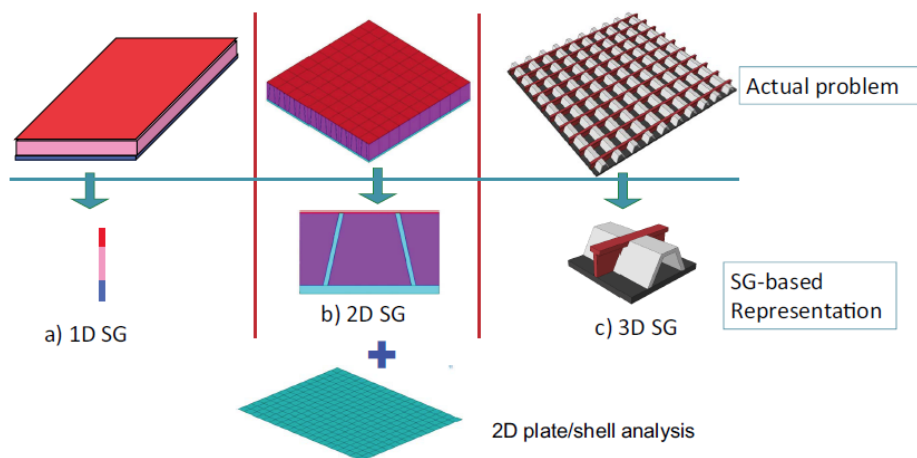 Actual problem
SG-based
Representation
a) 1D SG
b) 2D SG
c) 3D SG
2D plate/shell analysis